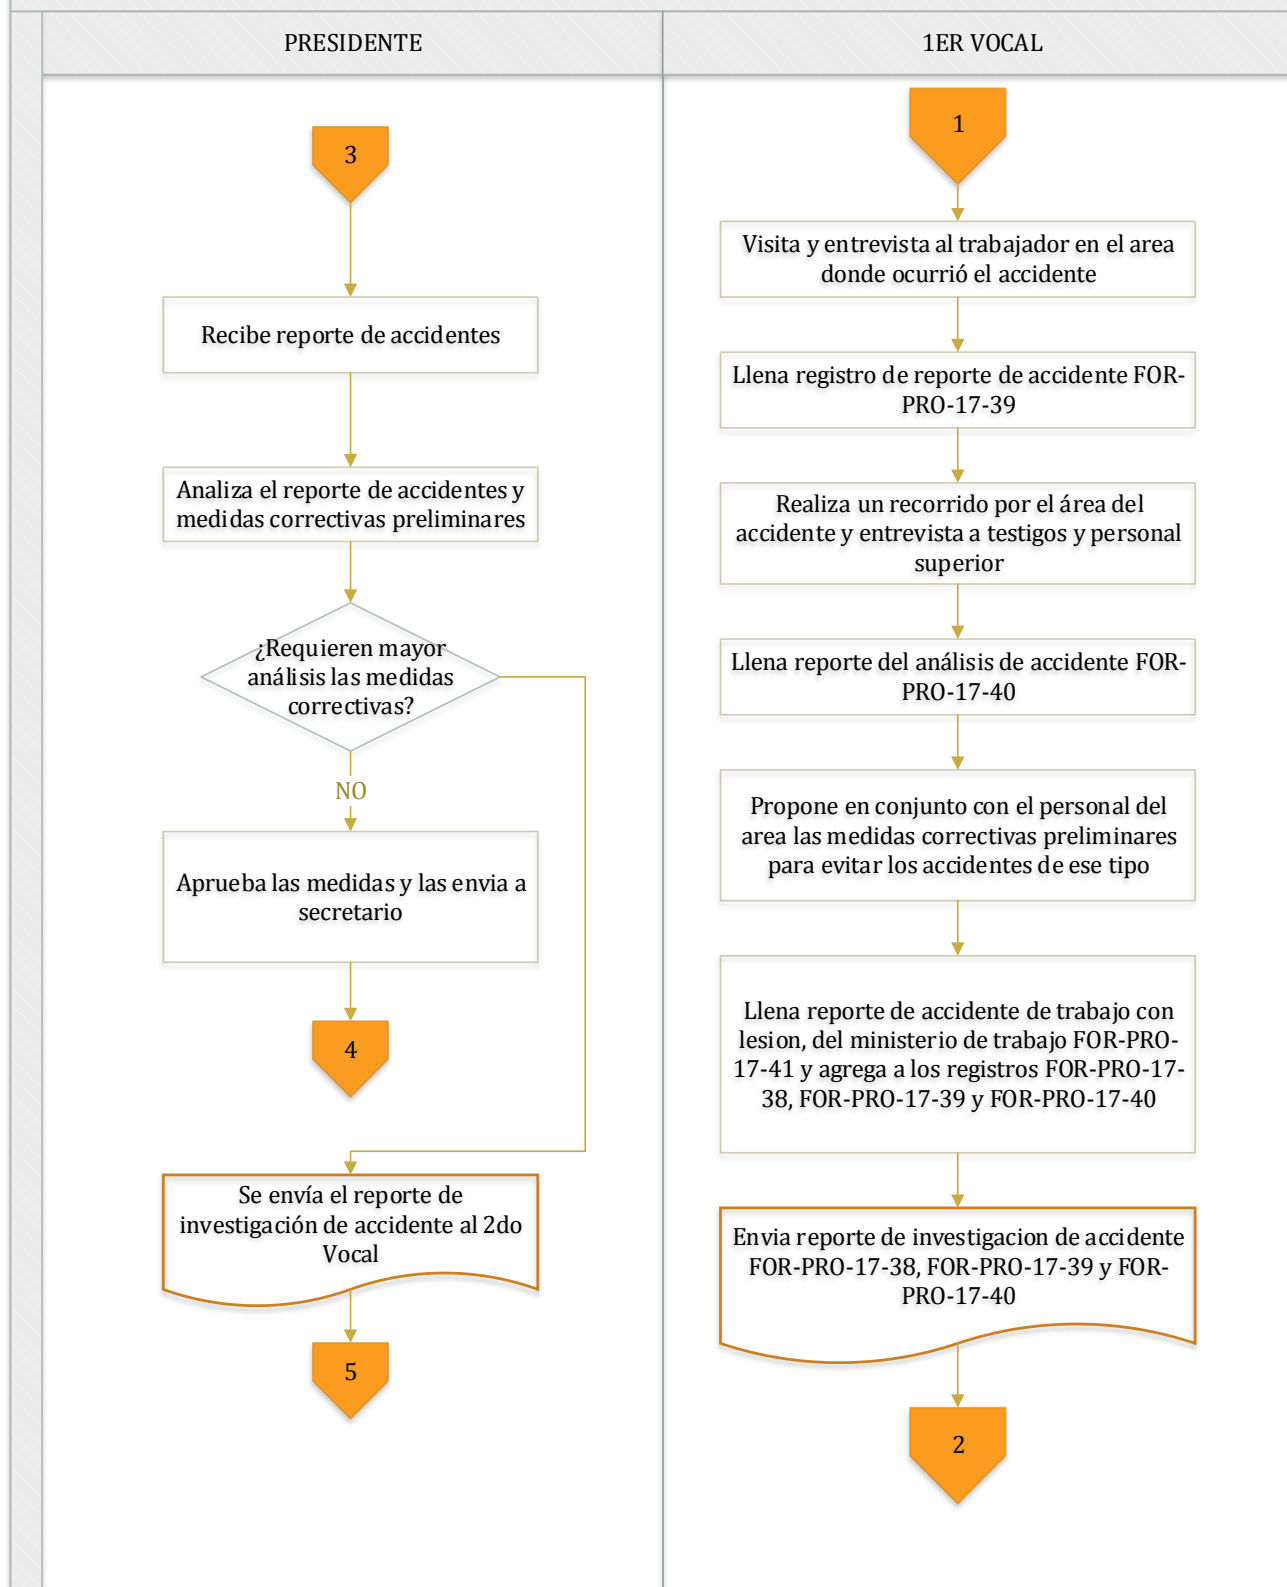 PRESIDENTE
3
Recibe reporte de accidentes
Analiza el reporte de accidentes y
medidas correctivas preliminares
¿Requieren mayor
análisis las medidas
correctivas?
NO
Aprueba las medidas y las envia a
secretario
4
Se envía el reporte de
investigación de accidente al 2do
Vocal
5
1ER VOCAL
1
Visita y entrevista al trabajador en el area
donde ocurrió el accidente
Llena registro de reporte de accidente FOR-
PRO-17-39
Realiza un recorrido por el área del
accidente y entrevista a testigos y personal
superior
Llena reporte del análisis de accidente FOR-
PRO-17-40
Propone en conjunto con el personal del
area las medidas correctivas preliminares
para evitar los accidentes de ese tipo
Llena reporte de accidente de trabajo con
lesion, del ministerio de trabajo FOR-PRO-
17-41 y agrega a los registros FOR-PRO-17-
38, FOR-PRO-17-39 y FOR-PRO-17-40
Envia reporte de investigacion de accidente
FOR-PRO-17-38, FOR-PRO-17-39 y FOR-
PRO-17-40
2